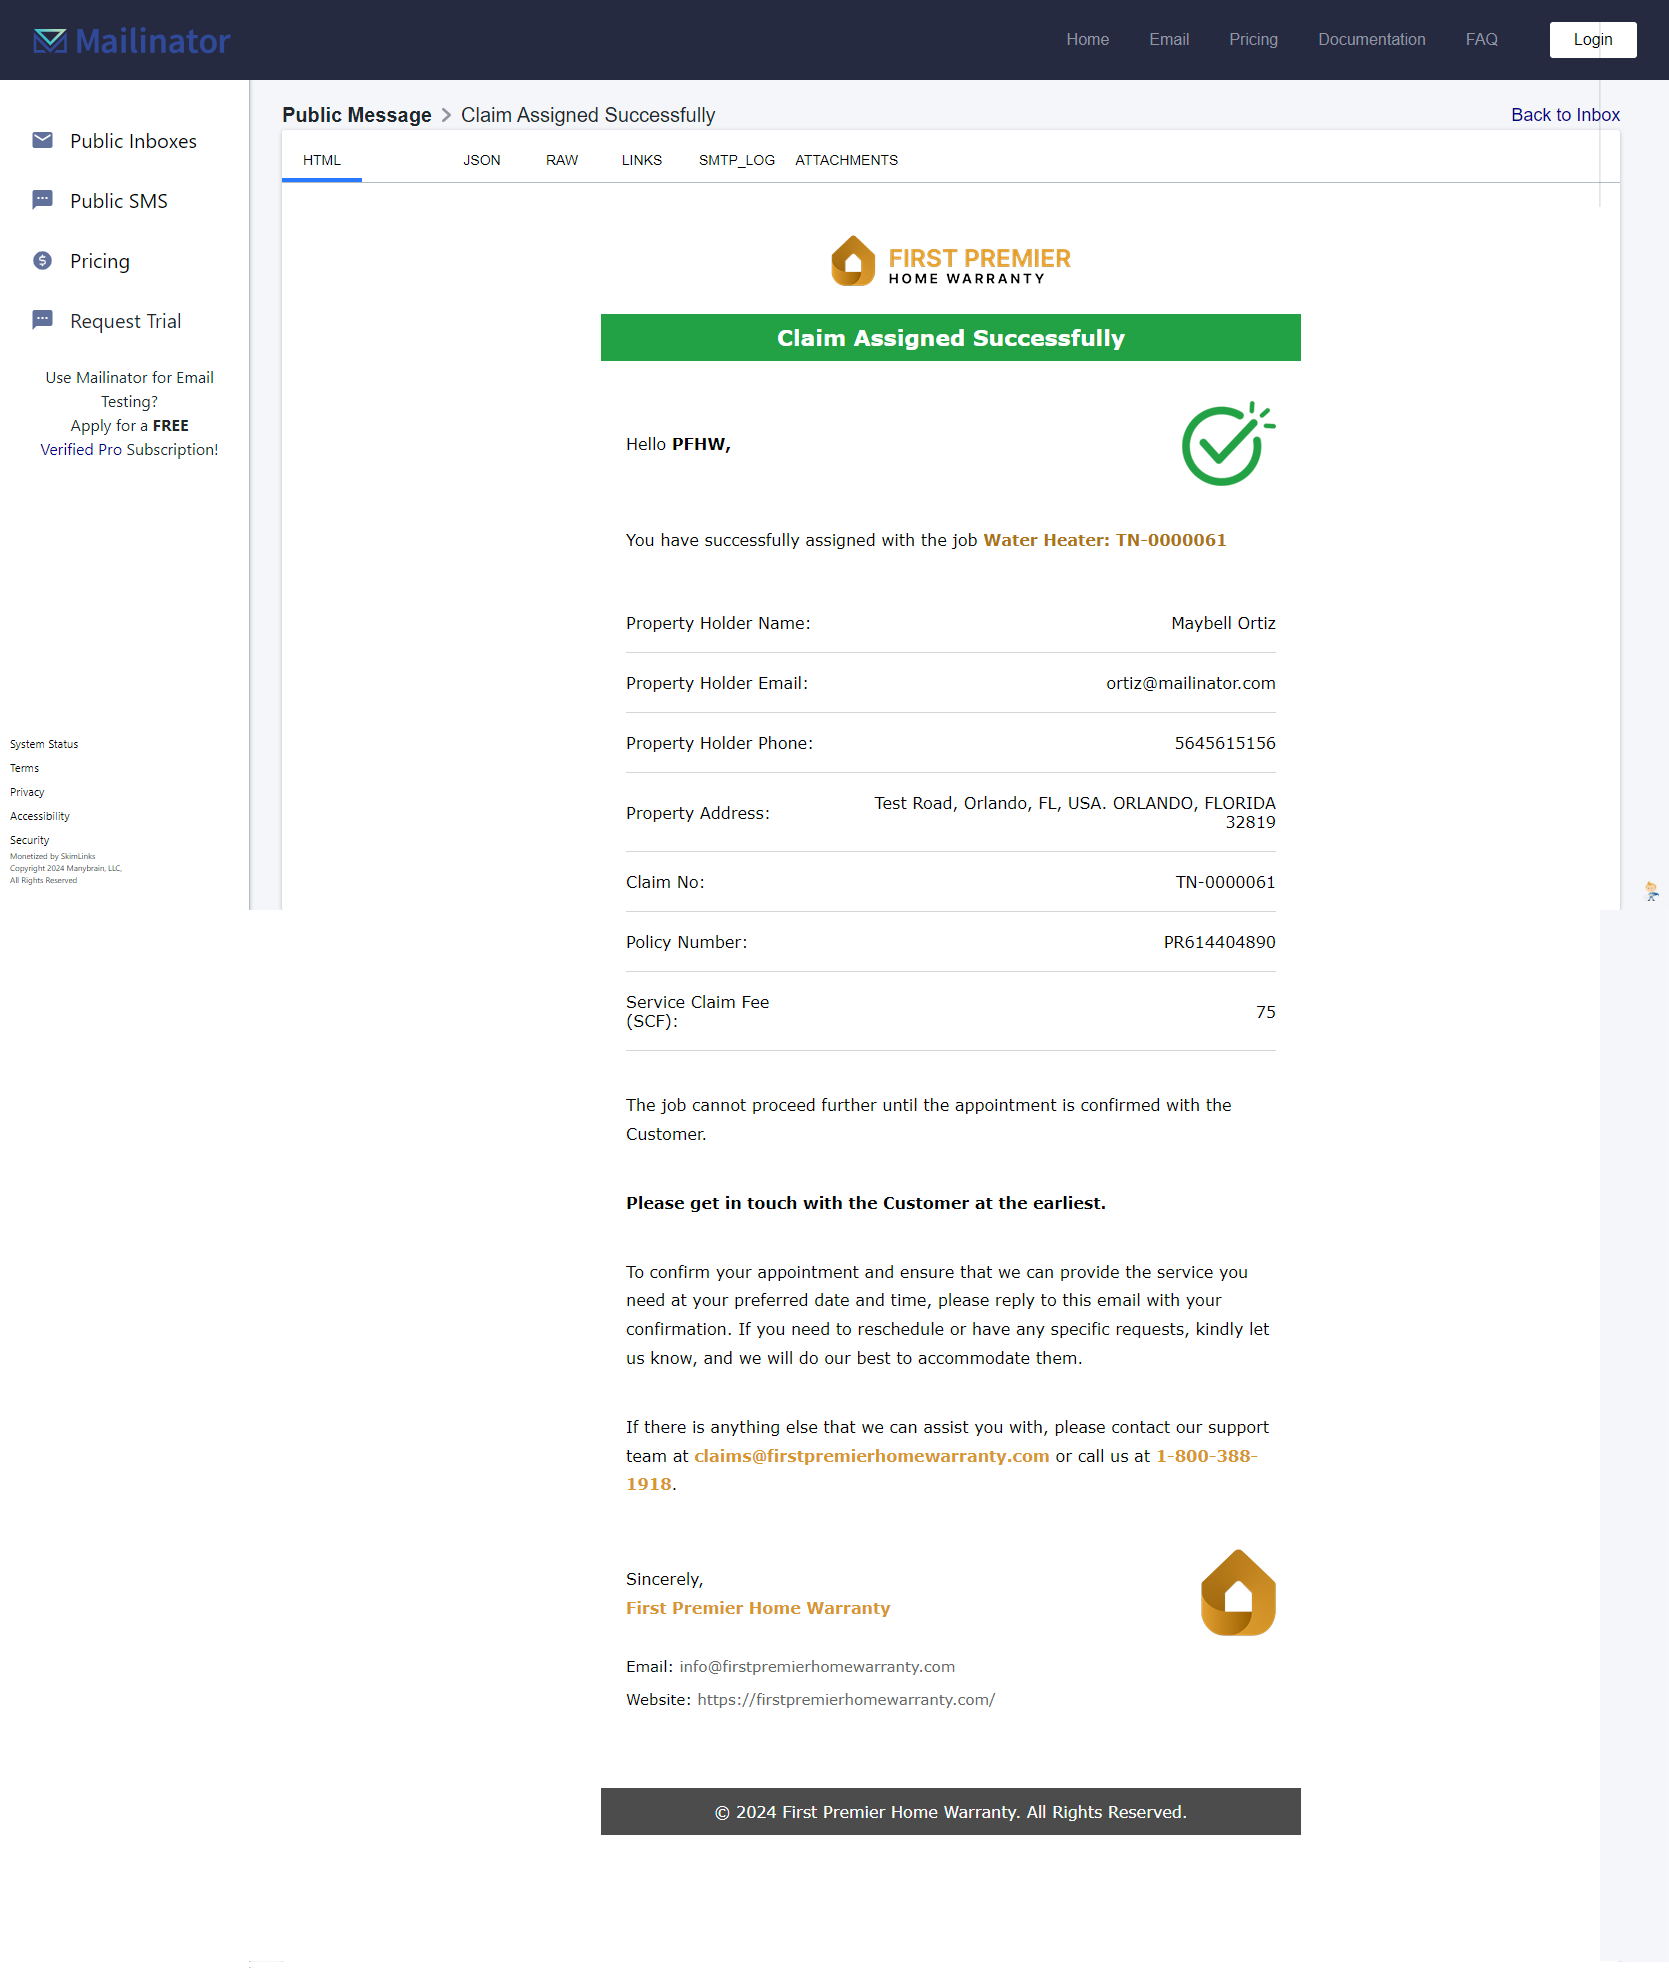 Mailinator
Home Email Pricing Documentation FAQ Login
Public Inboxes
Public SMS
Pricing
Request Trial
Use Mailinator for Email
Testing?
Apply for a FREE
Verified Pro Subscription!
System Status
Terms
Privacy
Accessibility
Security
Monetized by SkimLinks
Copyright 2024 Manybrain, LLC,
All Rights Reserved
Public Message > Claim Assigned Successfully
Back to Inbox
HTML JSON RAW LINKS SMTP_LOG ATTACHMENTS
FIRST PREMIER
HOME WARRANTY
Claim Assigned Successfully
Hello PFHW,
You have successfully assigned with the job Water Heater: TN-0000061
Property Holder Name: Maybell Ortiz
Property Holder Email: ortiz@mailinator.com
Property Holder Phone: 5645615156
Property Address: Test Road, Orlando, FL, USA. ORLANDO, FLORIDA
32819
Claim No: TN-0000061
Policy Number: PR614404890
Service Claim Fee
(SCF): 75
The job cannot proceed further until the appointment is confirmed with the
Customer.
Please get in touch with the Customer at the earliest.
To confirm your appointment and ensure that we can provide the service you
need at your preferred date and time, please reply to this email with your
confirmation. If you need to reschedule or have any specific requests, kindly let
us know, and we will do our best to accommodate them.
If there is anything else that we can assist you with, please contact our support
team at claims@firstpremierhomewarranty.com or call us at 1-800-388-
1918.
Sincerely,
First Premier Home Warranty
Email: info@firstpremierhomewarranty.com
Website: https://firstpremierhomewarranty.com/
© 2024 First Premier Home Warranty. All Rights Reserved.